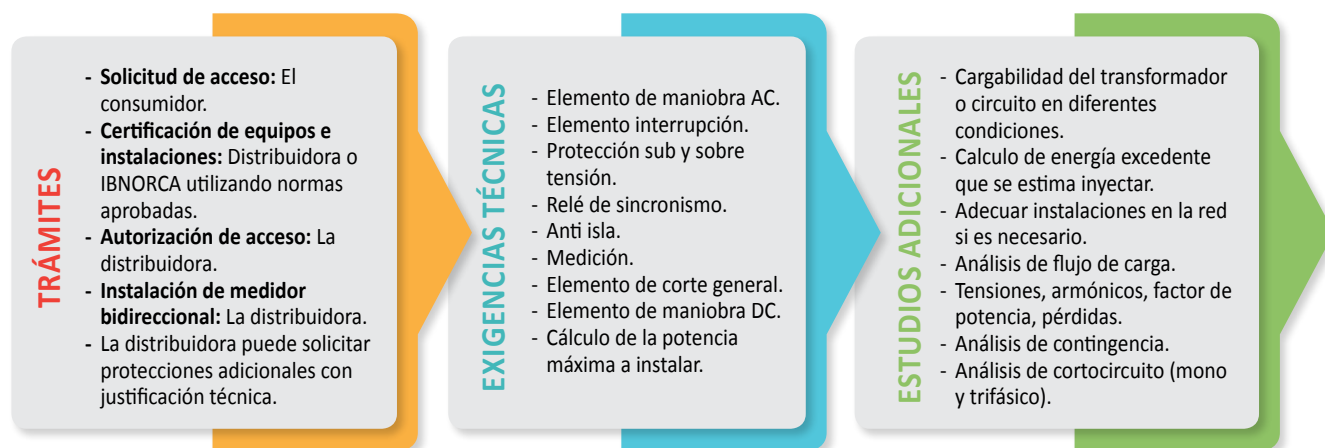 TRÁMITES
- Solicitud de acceso: El
consumidor.
- Certificación de equipos e
instalaciones: Distribuidora o
IBNORCA utilizando normas
aprobadas.
- Autorización de acceso: La
distribuidora.
- Instalación de medidor
bidireccional: La distribuidora.
- La distribuidora puede solicitar
protecciones adicionales con
justificación técnica.
EXIGENCIAS TÉCNICAS
- Elemento de maniobra AC.
- Elemento interrupción.
- Protección sub y sobre
tensión.
- Relé de sincronismo.
- Anti isla.
- Medición.
- Elemento de corte general.
- Elemento de maniobra DC.
- Cálculo de la potencia
máxima a instalar.
ESTUDIOS ADICIONALES
- Cargabilidad del transformador
o circuito en diferentes
condiciones.
- Calculo de energía excedente
que se estima inyectar.
- Adecuar instalaciones en la red
si es necesario.
- Análisis de flujo de carga.
- Tensiones, armónicos, factor de
potencia, pérdidas.
- Análisis de contingencia.
- Análisis de cortocircuito (mono
y trifásico).